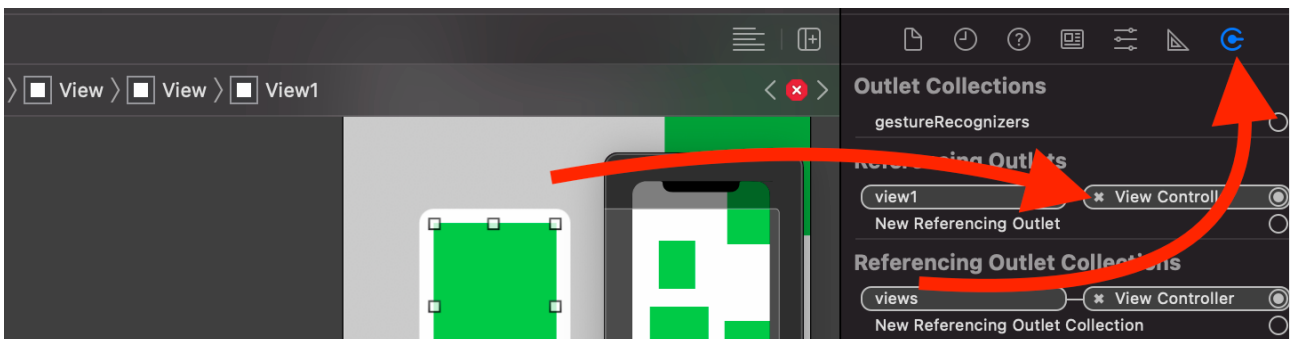 View View View1
Outlet Collections
gestureRecognizers
Referencing Outlets
view1 View Controll
New Referencing Outlet
Referencing Outlet Collections
views View Controller
New Referencing Outlet Collection